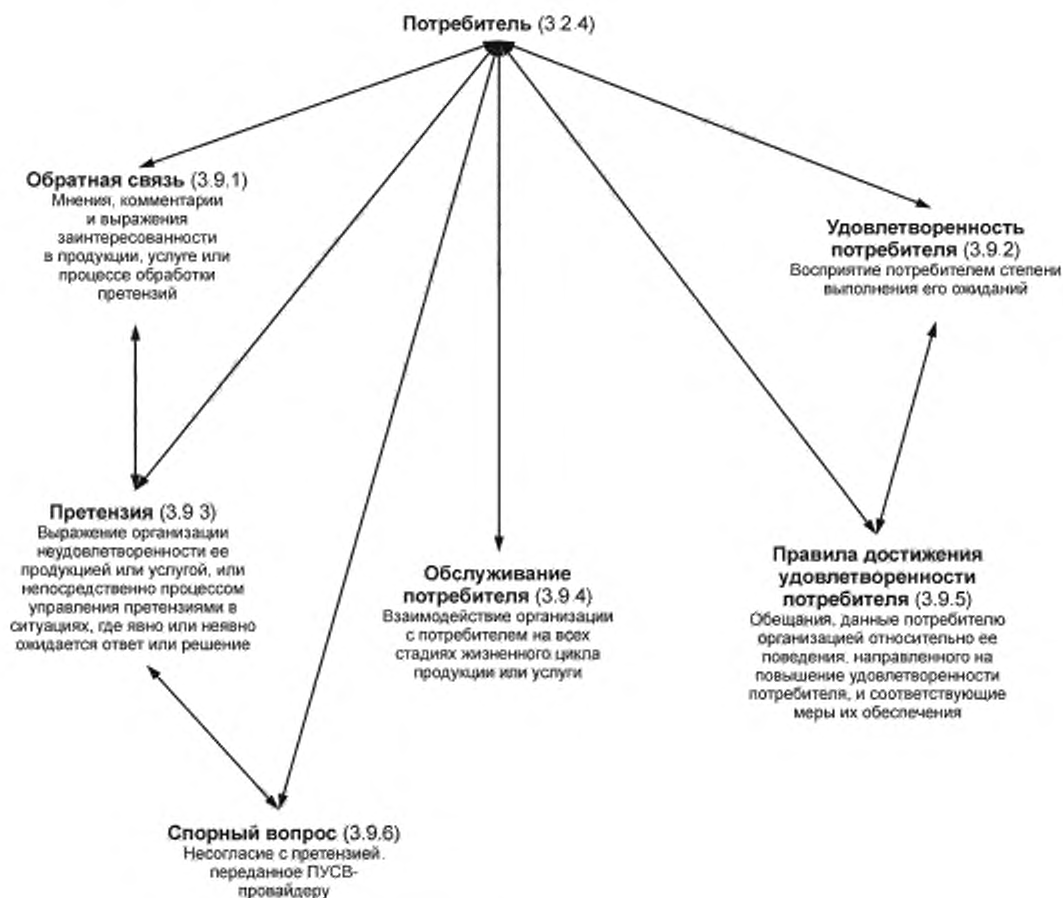 Потребитель (3.2.4)
Обратная связь (3.9.1)
Мнения, комментарии
и выражения
заинтересованности
в продукции, услуге или
процессе обработки
претензий
Удовлетворенность
потребителя (3.9.2)
Восприятие потребителем степени
выполнения его ожиданий
Претензия (3.9 3)
Выражение организации
неудовлетворенности ее
продукцией или услугой, или
непосредственно процессом
управления претензиями в
ситуациях, где явно или неявно
ожидается ответ или решение
Обслуживание
потребителя (3.9 4)
Взаимодействие организации
с потребителем на всех
стадиях жизненного цикла
продукции или услуги
Правила достижения
удовлетворенности
потребителя (3.9.5)
Обещания, данные потребителю
организацией относительно ее
поведения, направленного на
повышение удовлетворенности
потребителя, и соответствующие
меры их обеспечения
Спорный вопрос (3.9.6)
Несогласие с претензией.
переданное ПУСВ-
провайдеру